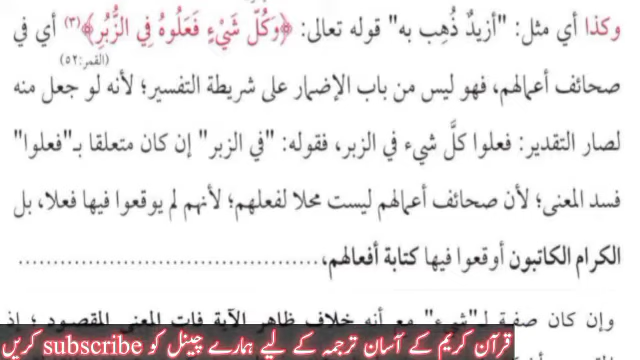 وكذا أي مثل: "أزيدٌ ذُهِب به" قوله تعالى: ﴿وَكُلّ شَيْءٍ فَعَلُوهُ فِي الزُّبُرِ﴾(٣) أي في
(القمر:٥٢)
صحائف أعمالهم، فهو ليس من باب الإضمار على شريطة التفسير؛ لأنه لو جعل منه
لصار التقدير: فعلوا كلَّ شيء في الزبر، فقوله: "في الزبر" إن كان متعلقا بـ"فعلوا"
فسد المعنى؛ لأن صحائف أعمالهم ليست محلا لفعلهم؛ لأنهم لم يوقعوا فيها فعلا، بل
الكرام الكاتبون أوقعوا فيها كتابة أفعالهم، ........................................
وإن كان صفة لـ"شيء" مع أنه خلاف ظاهر الآية فات المعنى المقصود؛ إذ
قرآن کریم کے آسان ترجمہ کے لیے ہمارے چینل کو subscribe کریں